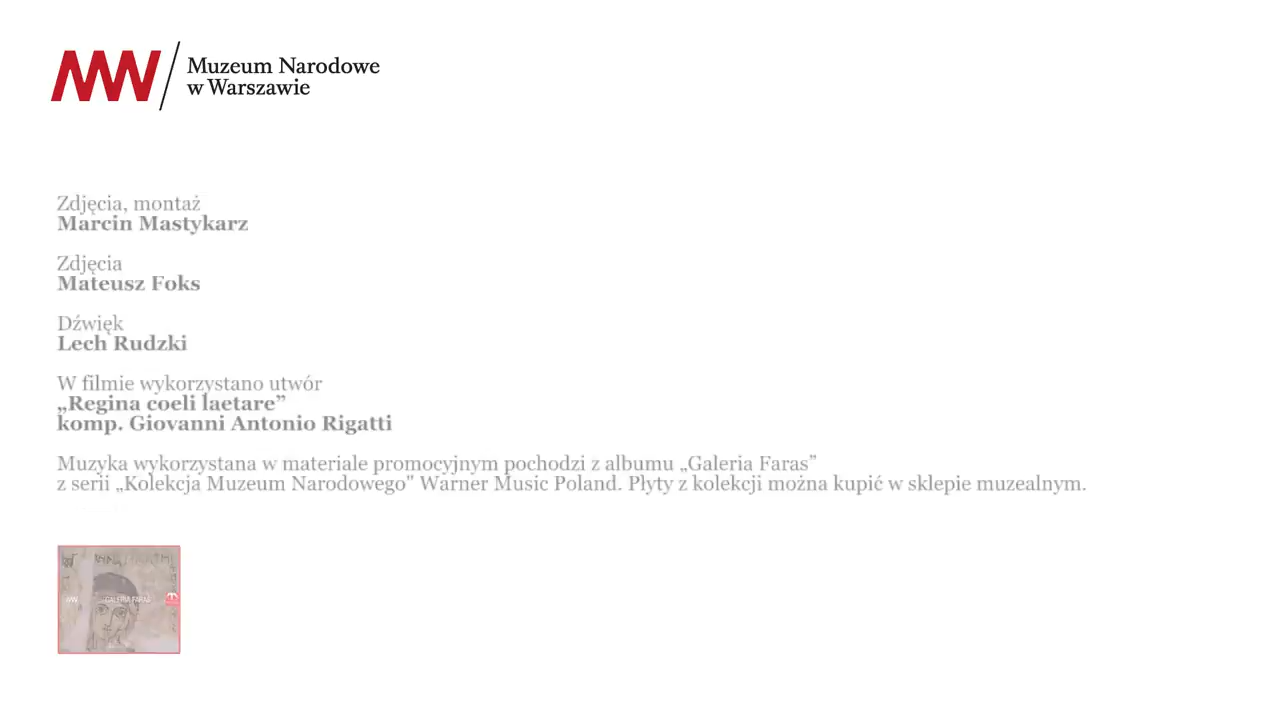 Muzeum Narodowe
w Warszawie
Zdjęcia, montaż
Marcin Mastykarz
Zdjęcia
Mateusz Foks
Dźwięk
Lech Rudzki
W filmie wykorzystano utwór
„Regina coeli laetare”
komp. Giovanni Antonio Rigatti
Muzyka wykorzystana w materiale promocyjnym pochodzi z albumu „Galeria Faras”
z serii „Kolekcja Muzeum Narodowego" Warner Music Poland. Płyty z kolekcji można kupić w sklepie muzealnym.
GALERIA FARAS